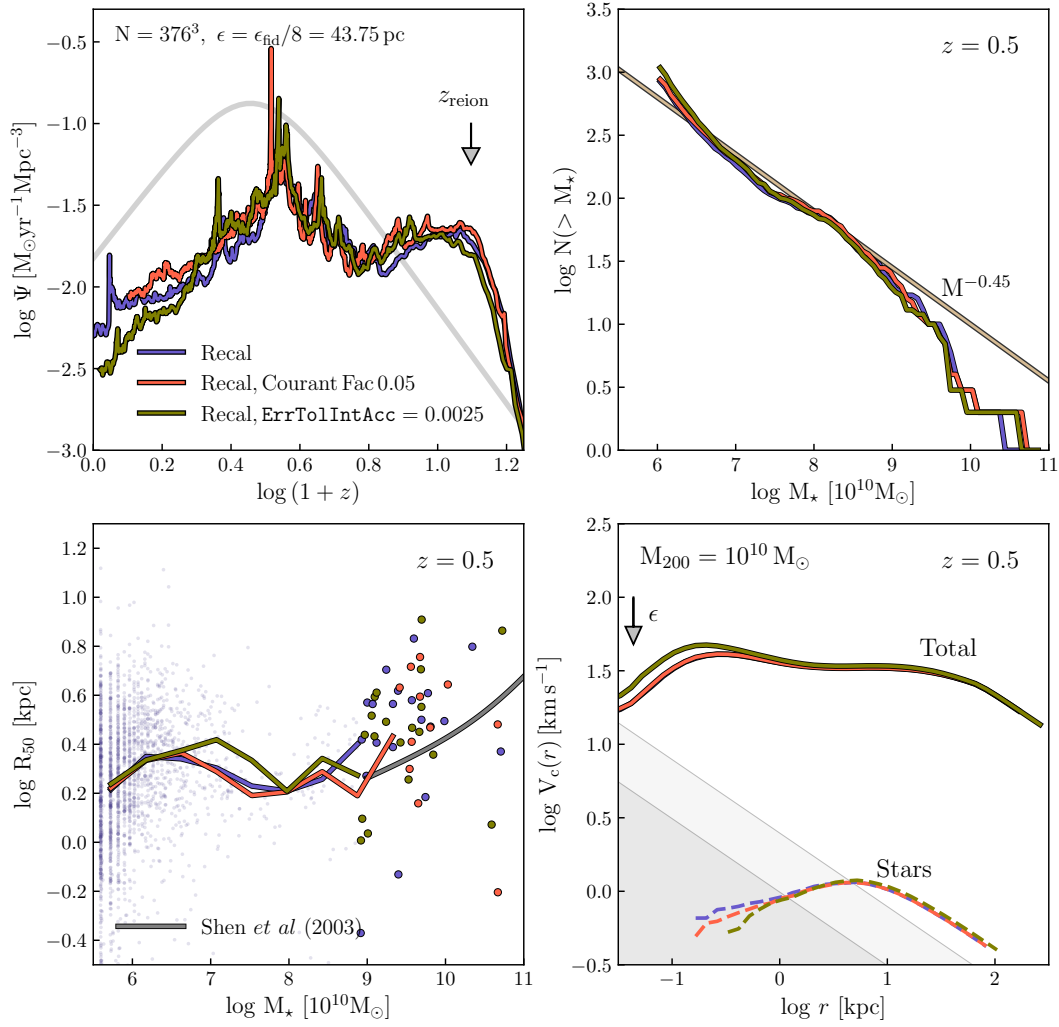 N = 376³, ϵ = ϵ_fid/8 = 43.75 pc
z_reion
−0.5
−1.0
−1.5
−2.0
−2.5
−3.0
log Ψ [M⊙yr⁻¹Mpc⁻³]
Recal
Recal, Courant Fac 0.05
Recal, ErrTolIntAcc = 0.0025
0.0 0.2 0.4 0.6 0.8 1.0 1.2
log (1 + z)
z = 0.5
3.5
3.0
2.5
2.0
1.5
1.0
0.5
0.0
log N(> M⋆)
M^−0.45
6 7 8 9 10 11
log M⋆ [10¹⁰M⊙]
z = 0.5
1.2
1.0
0.8
0.6
0.4
0.2
0.0
−0.2
−0.4
log R₅₀ [kpc]
Shen et al (2003)
6 7 8 9 10 11
log M⋆ [10¹⁰M⊙]
M₂₀₀ = 10¹⁰ M⊙
z = 0.5
ϵ
Total
Stars
2.5
2.0
1.5
1.0
0.5
0.0
−0.5
log V_c(r) [km s⁻¹]
−1 0 1 2
log r [kpc]